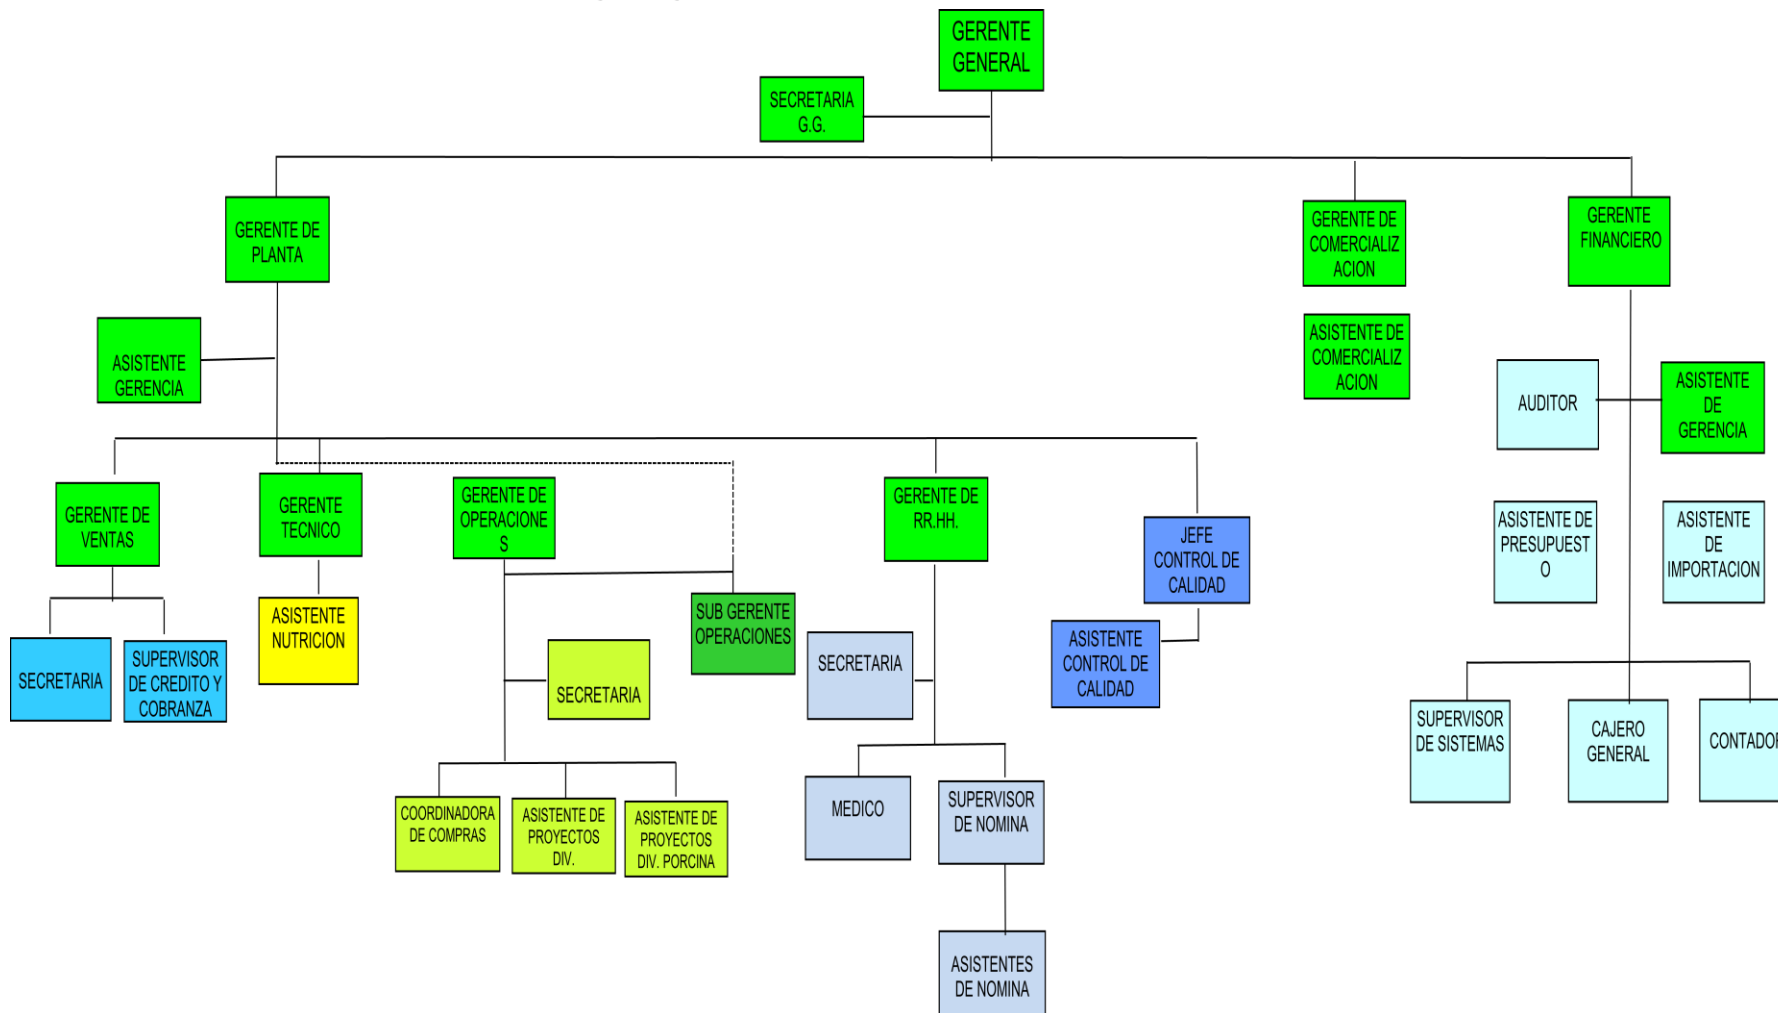 GERENTE
GENERAL
SECRETARIA
G.G.
GERENTE DE
PLANTA
GERENTE DE
COMERCIALIZ
ACION
GERENTE
FINANCIERO
ASISTENTE
GERENCIA
ASISTENTE DE
COMERCIALIZ
ACION
AUDITOR
ASISTENTE
DE
GERENCIA
GERENTE DE
VENTAS
GERENTE
TECNICO
GERENTE DE
OPERACIONE
S
GERENTE DE
RR.HH.
JEFE
CONTROL DE
CALIDAD
ASISTENTE DE
PRESUPUEST
O
ASISTENTE
DE
IMPORTACION
SECRETARIA
SUPERVISOR
DE CREDITO Y
COBRANZA
ASISTENTE
NUTRICION
SECRETARIA
SUB GERENTE
OPERACIONES
SECRETARIA
ASISTENTE
CONTROL DE
CALIDAD
SUPERVISOR
DE SISTEMAS
CAJERO
GENERAL
CONTADOR
COORDINADORA
DE COMPRAS
ASISTENTE DE
PROYECTOS
DIV.
ASISTENTE DE
PROYECTOS
DIV. PORCINA
MEDICO
SUPERVISOR
DE NOMINA
ASISTENTES
DE NOMINA